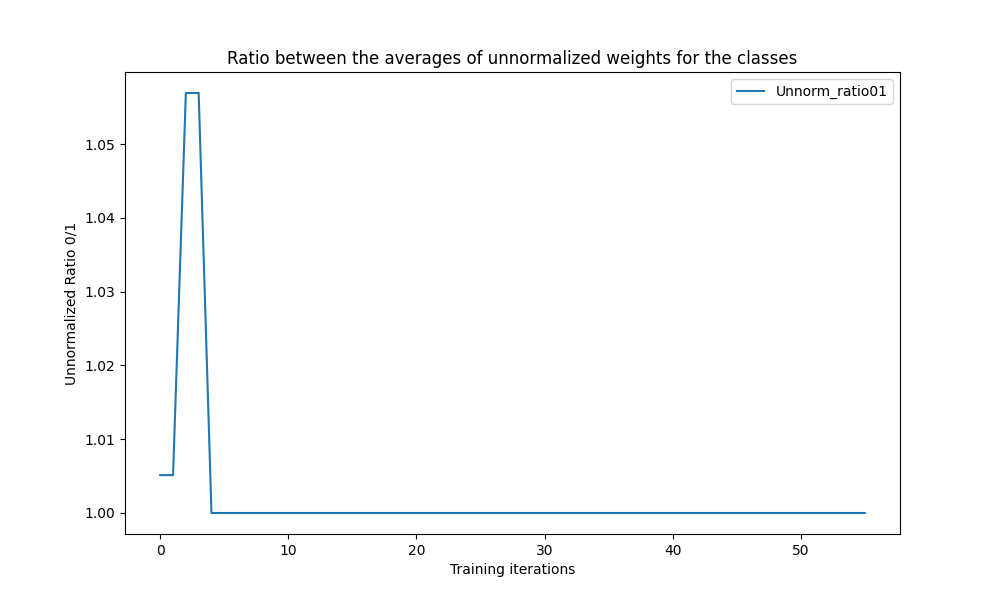 Ratio between the averages of unnormalized weights for the classes
Unnorm_ratio01
Unnormalized Ratio 0/1
1.05
1.04
1.03
1.02
1.01
1.00
0 10 20 30 40 50
Training iterations